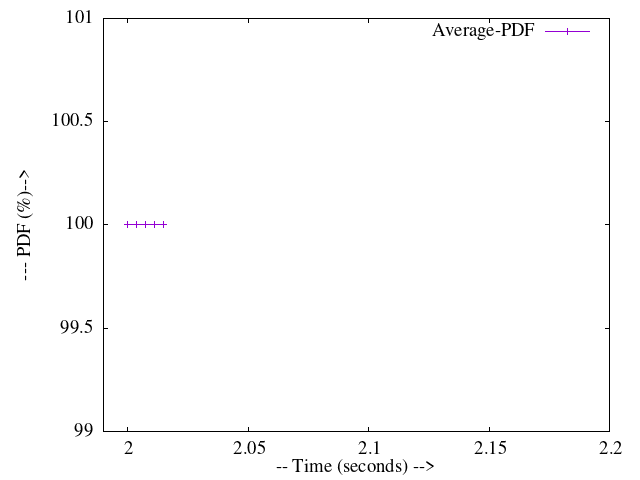 101
Average-PDF
100.5
100
99.5
99
--- PDF (%)-->
2 2.05 2.1 2.15 2.2
-- Time (seconds) -->